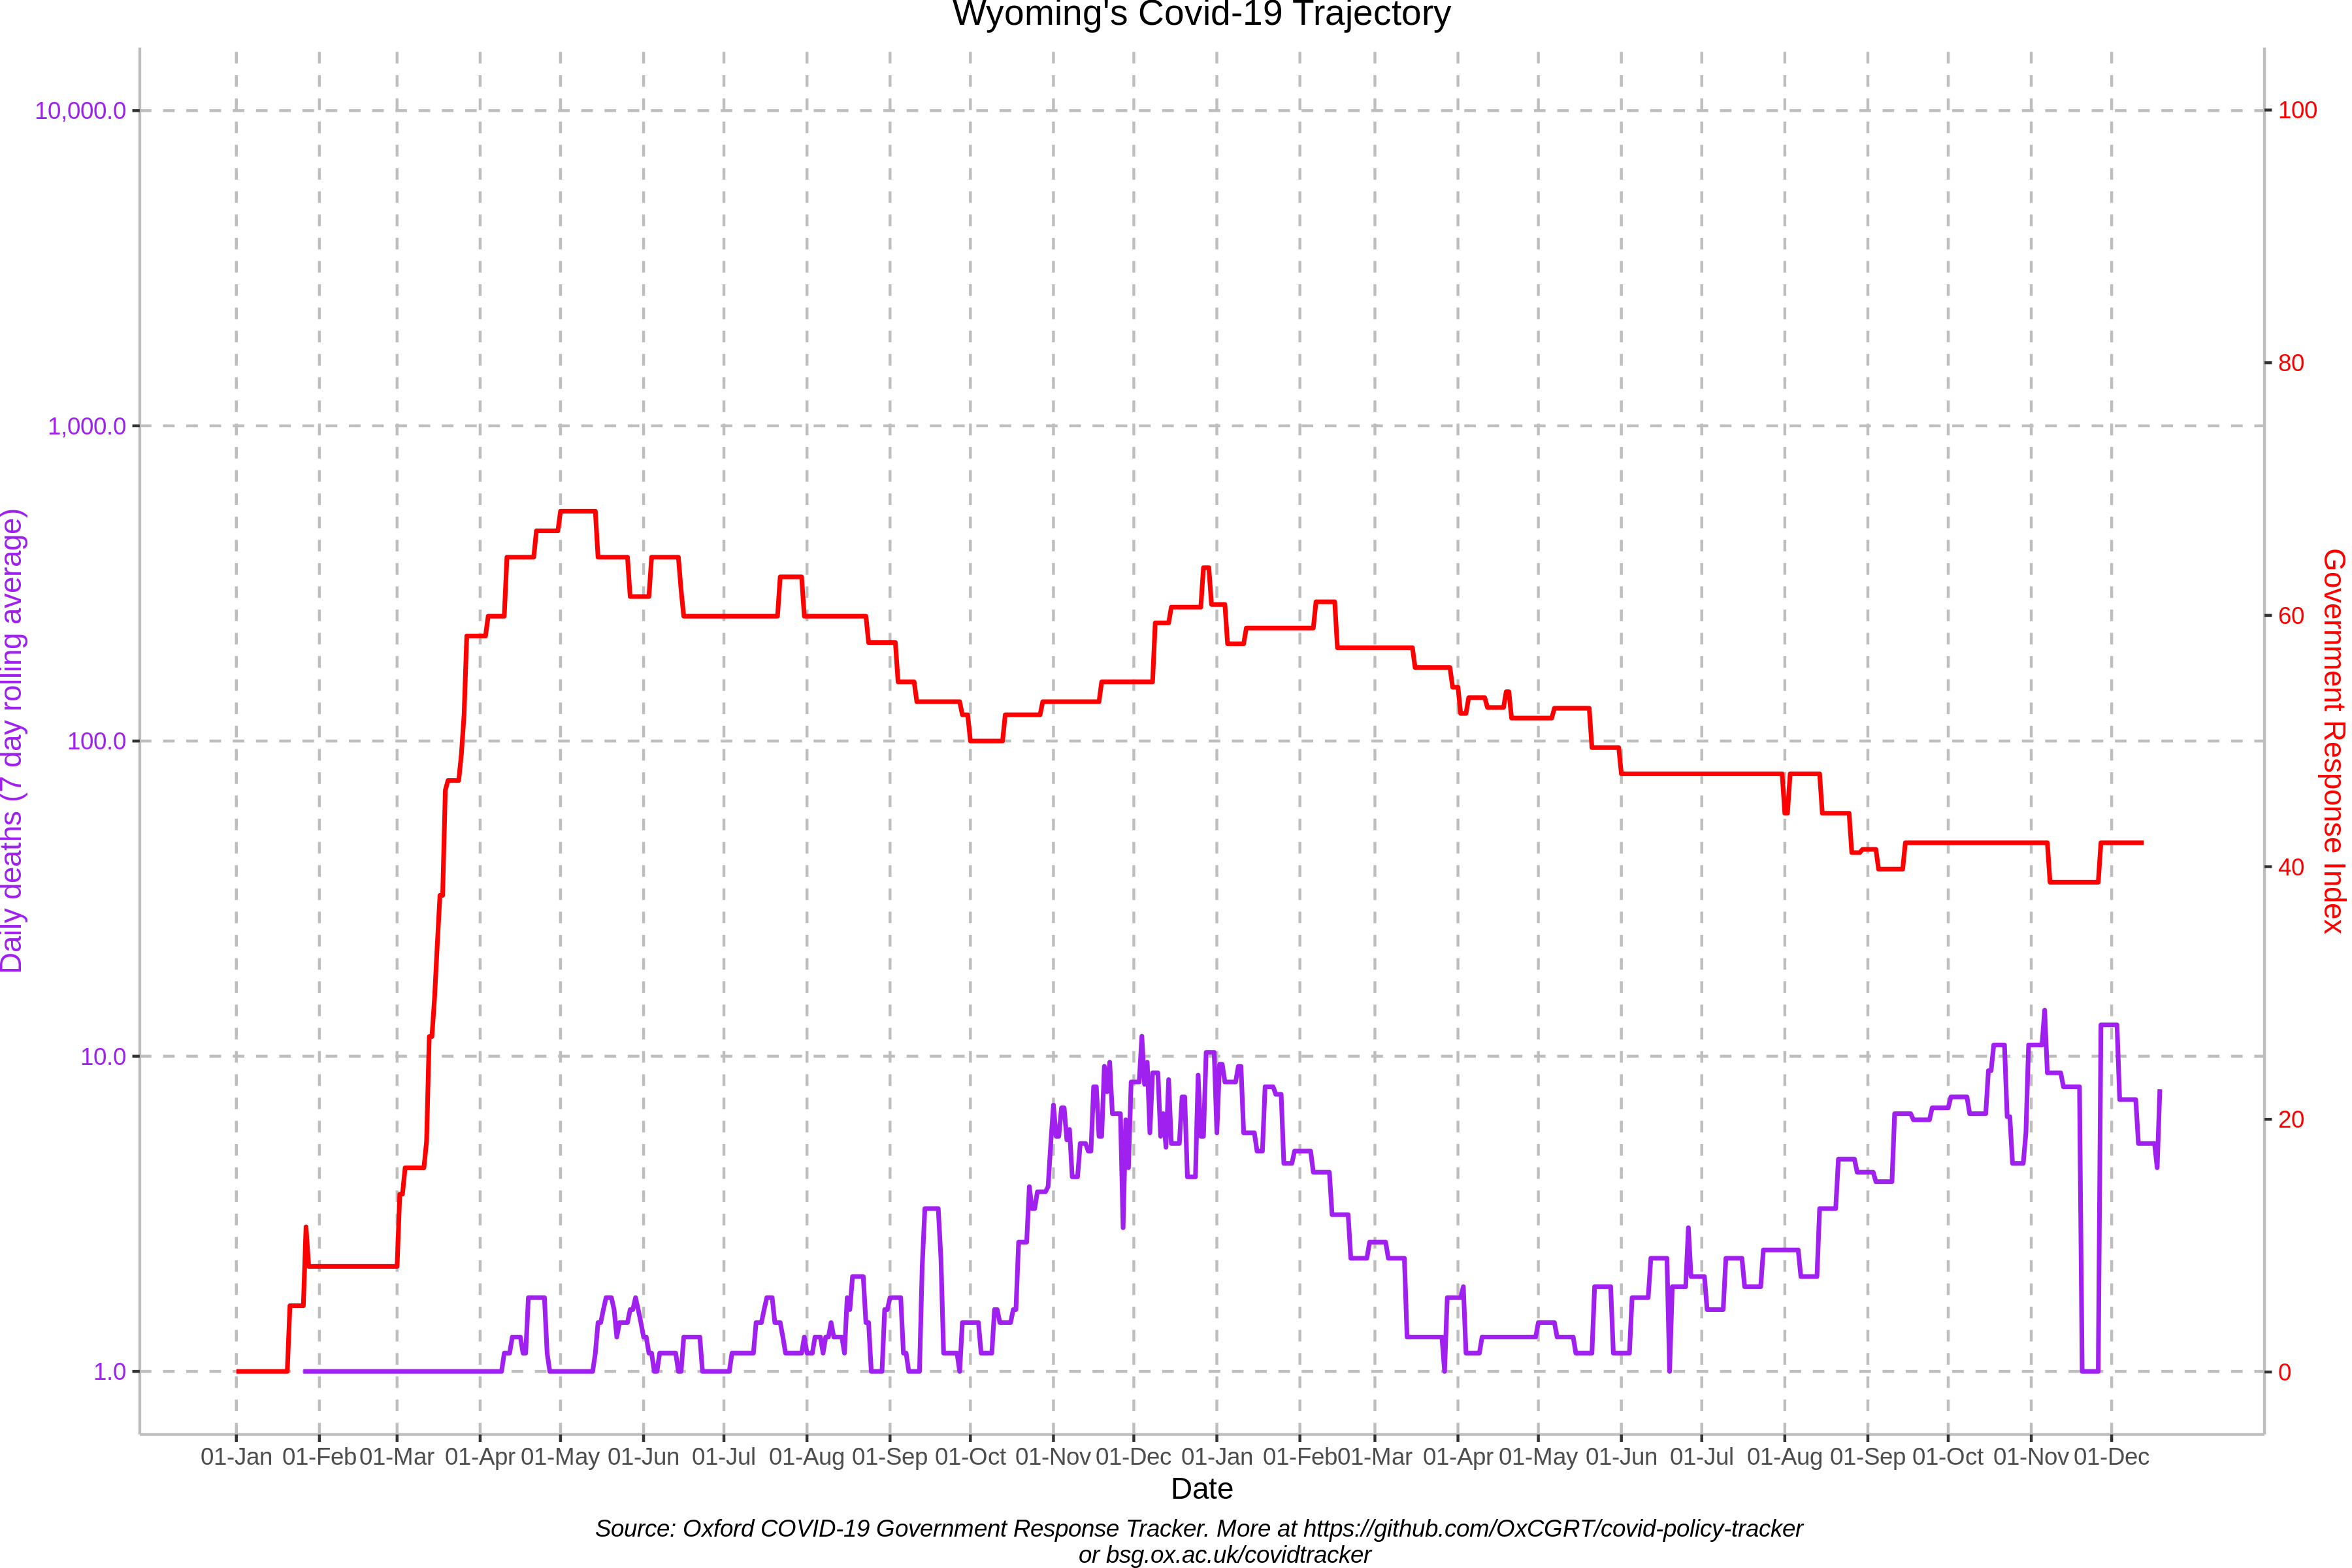 Wyoming's Covid-19 Trajectory
10,000.0
1,000.0
100.0
10.0
1.0
Daily deaths (7 day rolling average)
100
80
60
40
20
0
Government Response Index
01-Jan 01-Feb 01-Mar 01-Apr 01-May 01-Jun 01-Jul 01-Aug 01-Sep 01-Oct 01-Nov 01-Dec 01-Jan 01-Feb 01-Mar 01-Apr 01-May 01-Jun 01-Jul 01-Aug 01-Sep 01-Oct 01-Nov 01-Dec
Date
Source: Oxford COVID-19 Government Response Tracker. More at https://github.com/OxCGRT/covid-policy-tracker
or bsg.ox.ac.uk/covidtracker